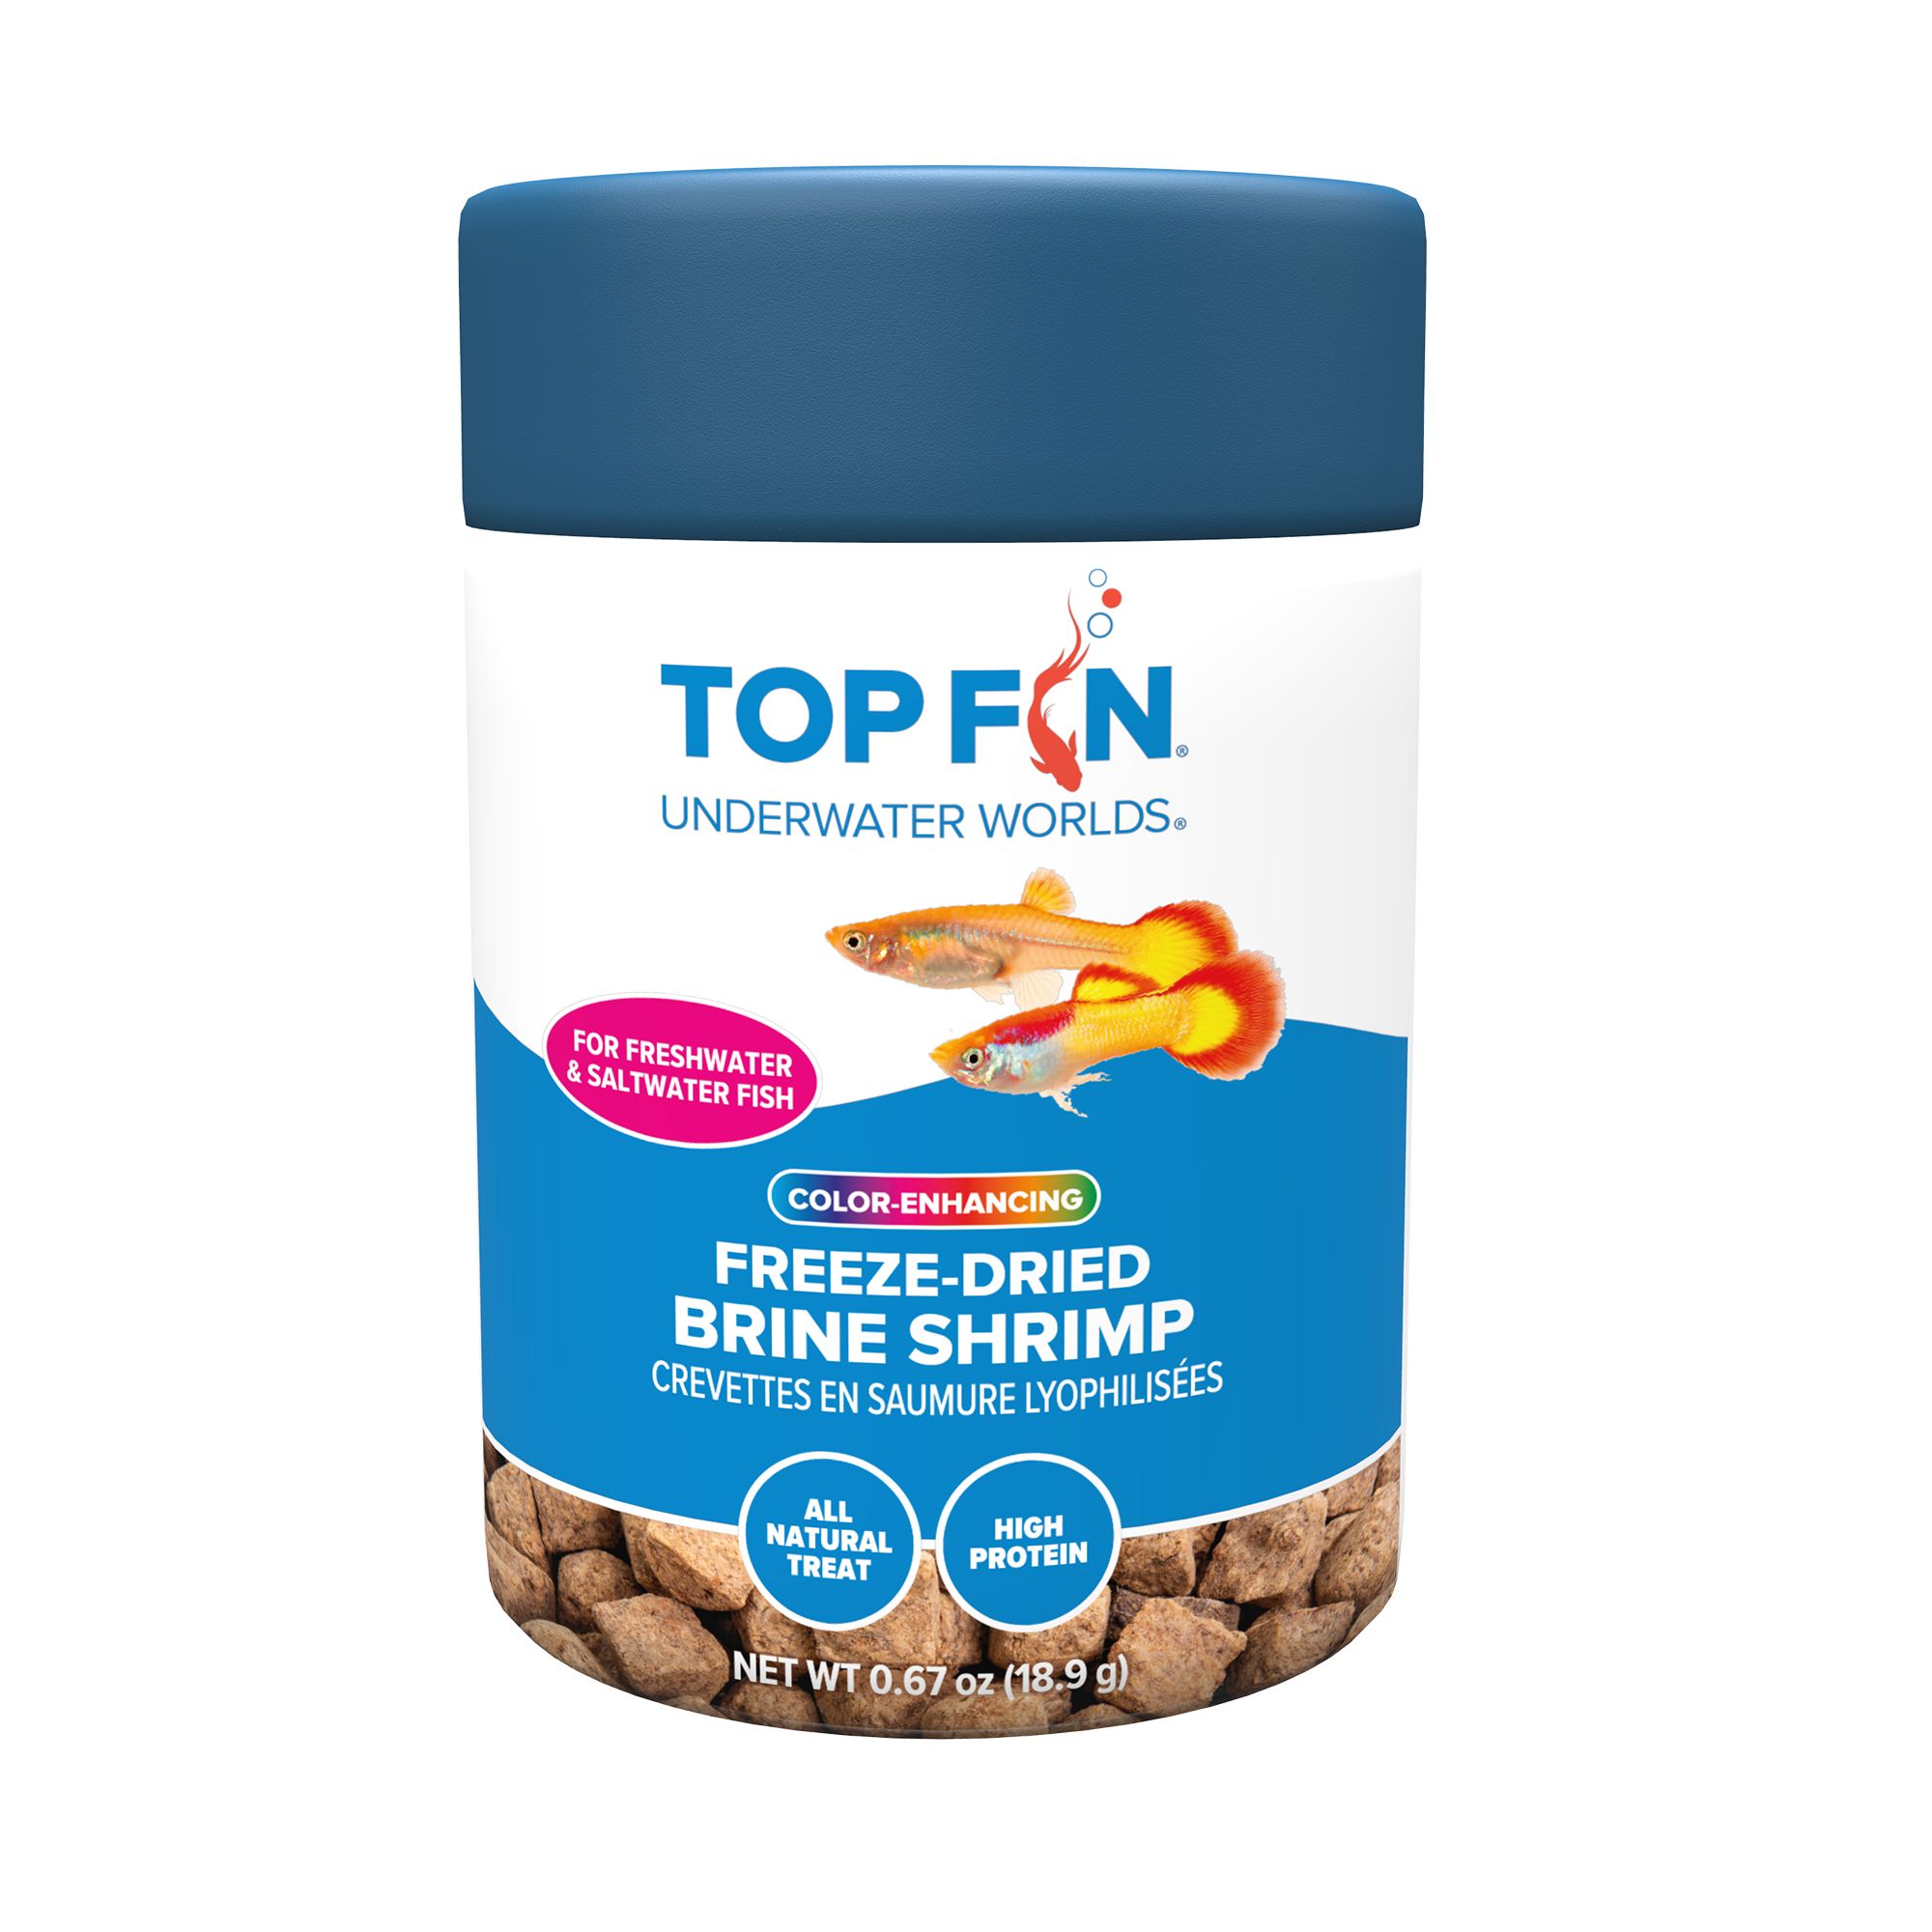 TOP FIN®
UNDERWATER WORLDS®
FOR FRESHWATER
& SALTWATER FISH
COLOR-ENHANCING
FREEZE-DRIED
BRINE SHRIMP
CREVETTES EN SAUMURE LYOPHILISÉES
ALL
NATURAL
TREAT
HIGH
PROTEIN
NET WT 0.67 oz (18.9 g)